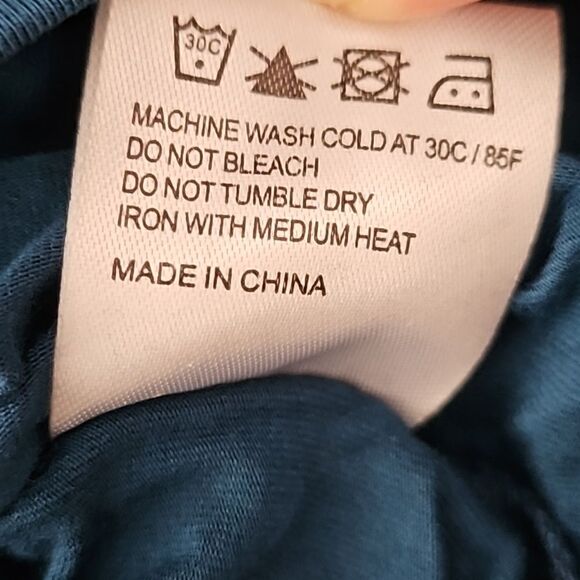 30C
MACHINE WASH COLD AT 30C / 85F
DO NOT BLEACH
DO NOT TUMBLE DRY
IRON WITH MEDIUM HEAT
MADE IN CHINA